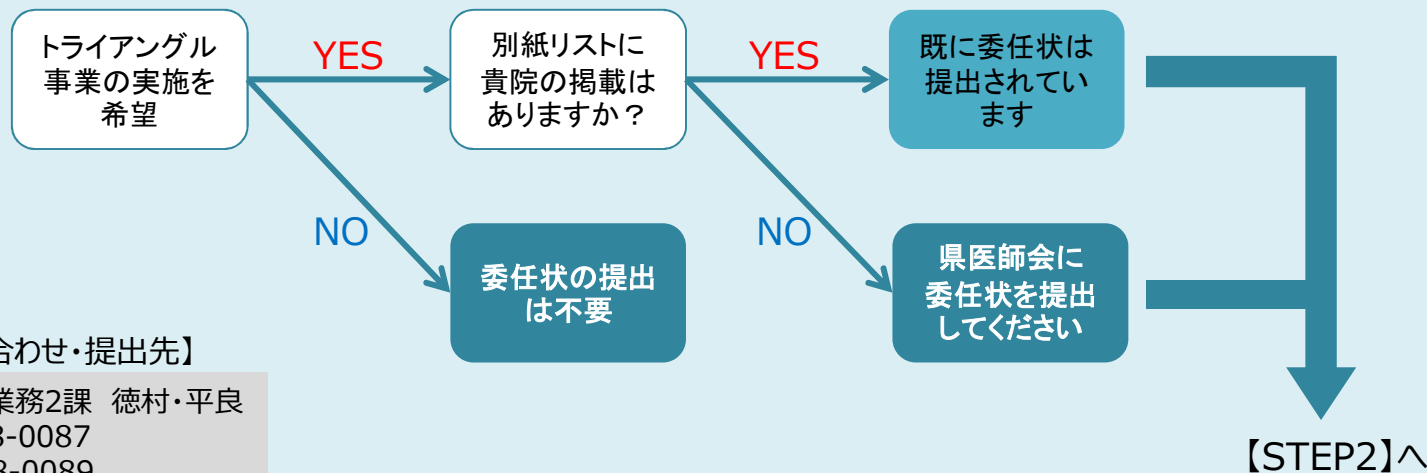 トライアングル
事業の実施を
希望
YES
別紙リストに
貴院の掲載は
ありますか？
YES
既に委任状は
提出されてい
ます
NO
委任状の提出
は不要
NO
県医師会に
委任状を提出
してください
合わせ・提出先】
業務2課 徳村・平良
-0087
-0089
【STEP2】へ